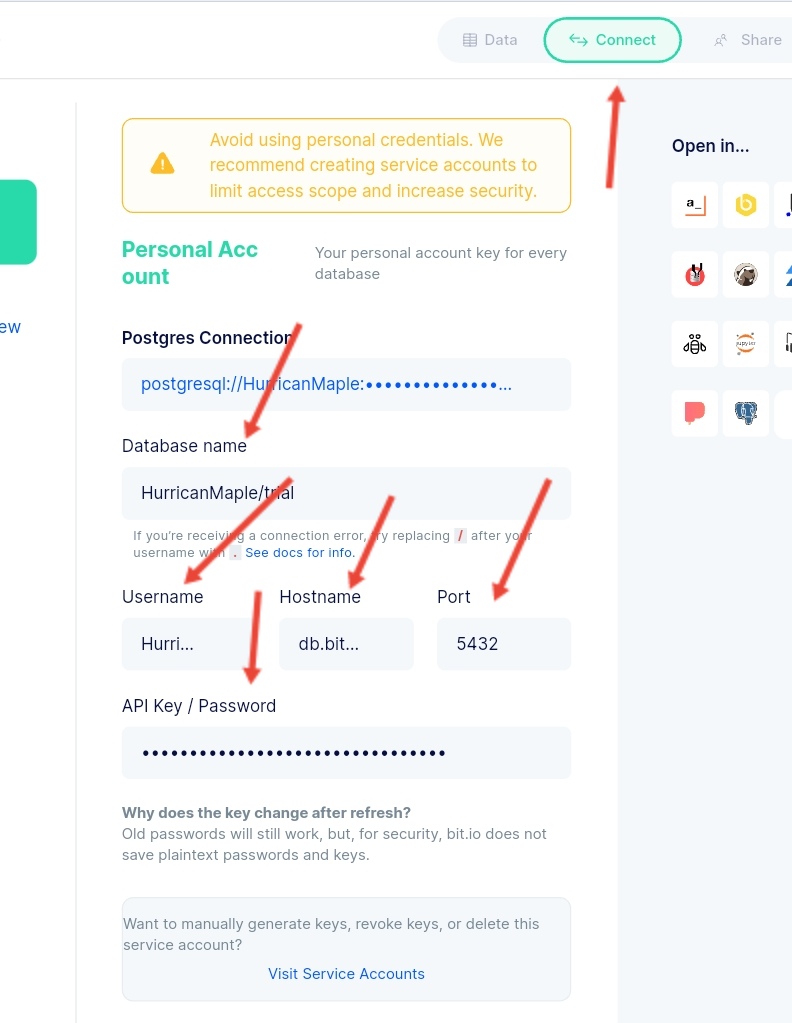 Data
Connect
Share
Avoid using personal credentials. We
recommend creating service accounts to
limit access scope and increase security.
Open in...
a_
Personal Acc
ount
Your personal account key for every
database
ew
Postgres Connection
postgresql://HurricanMaple:••••••••••••••...
jupyter
Database name
HurricanMaple/trial
If you're receiving a connection error, try replacing / after your
username with . See docs for info.
Username
Hostname
Port
Hurri...
db.bit...
5432
API Key / Password
••••••••••••••••••••••••••••••••
Why does the key change after refresh?
Old passwords will still work, but, for security, bit.io does not
save plaintext passwords and keys.
Want to manually generate keys, revoke keys, or delete this
service account?
Visit Service Accounts